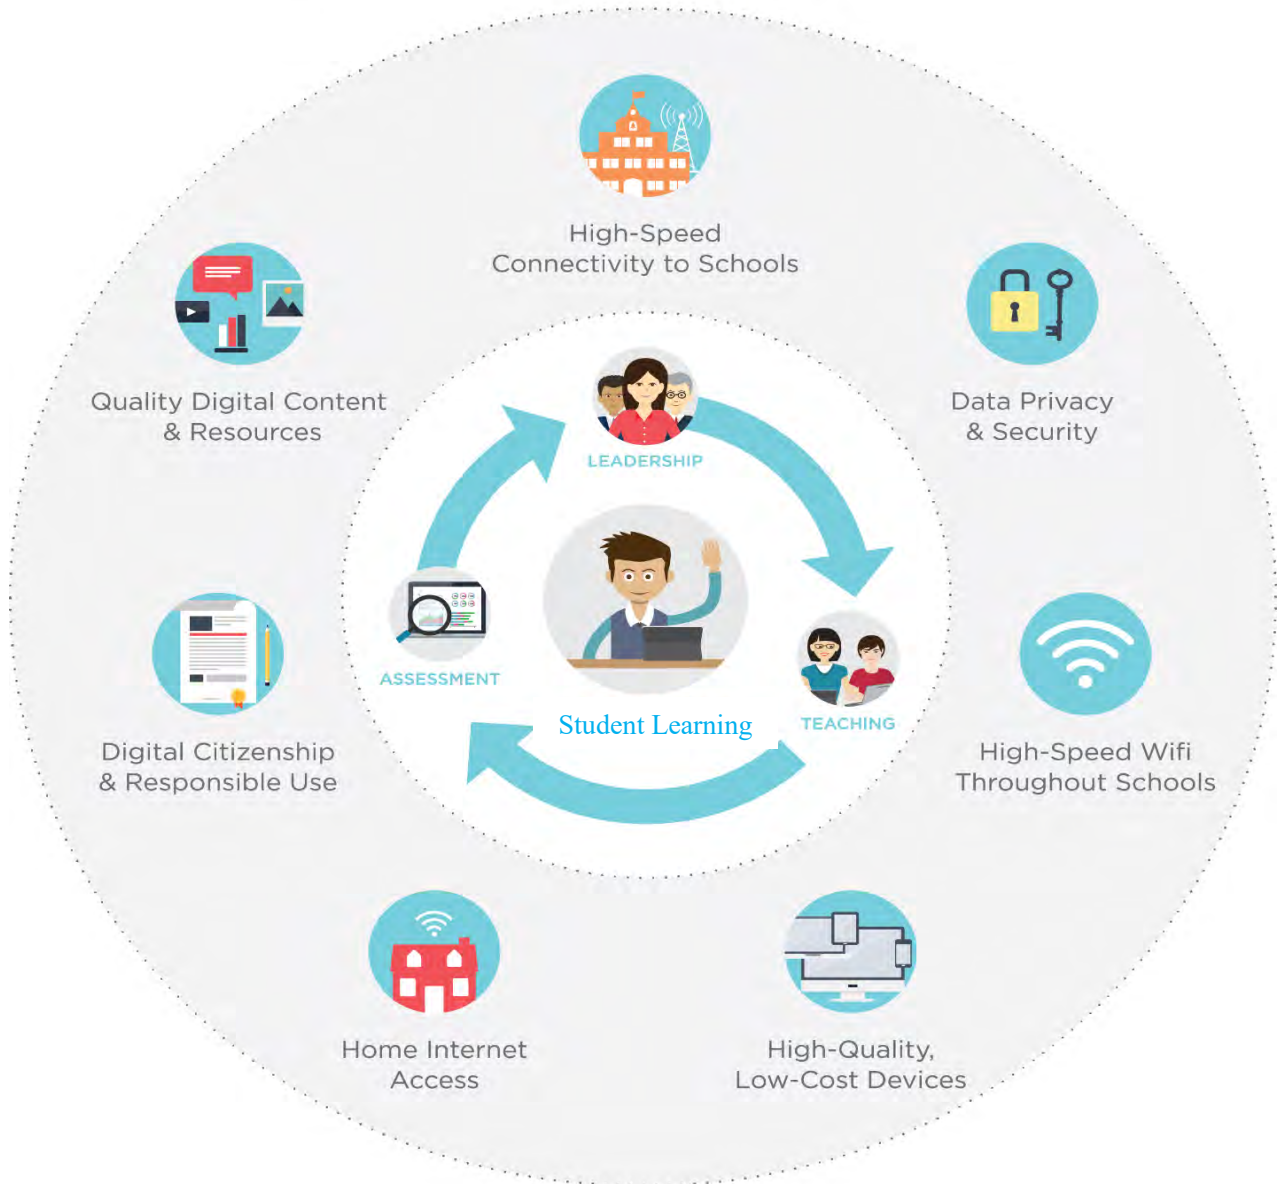 High-Speed
Connectivity to Schools
Quality Digital Content
& Resources
Data Privacy
& Security
LEADERSHIP
ASSESSMENT
Student Learning
TEACHING
Digital Citizenship
& Responsible Use
High-Speed Wifi
Throughout Schools
Home Internet
Access
High-Quality,
Low-Cost Devices